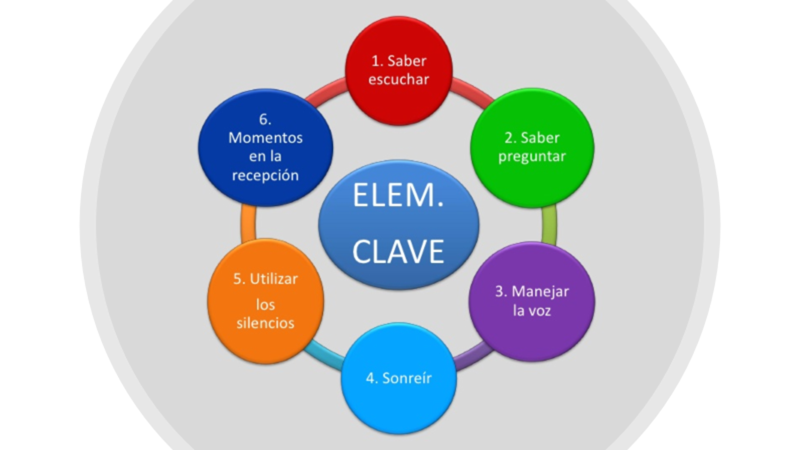 1. Saber
escuchar
2. Saber
preguntar
3. Manejar
la voz
4. Sonreír
5. Utilizar
los
silencios
6.
Momentos
en la
recepción
ELEM.
CLAVE